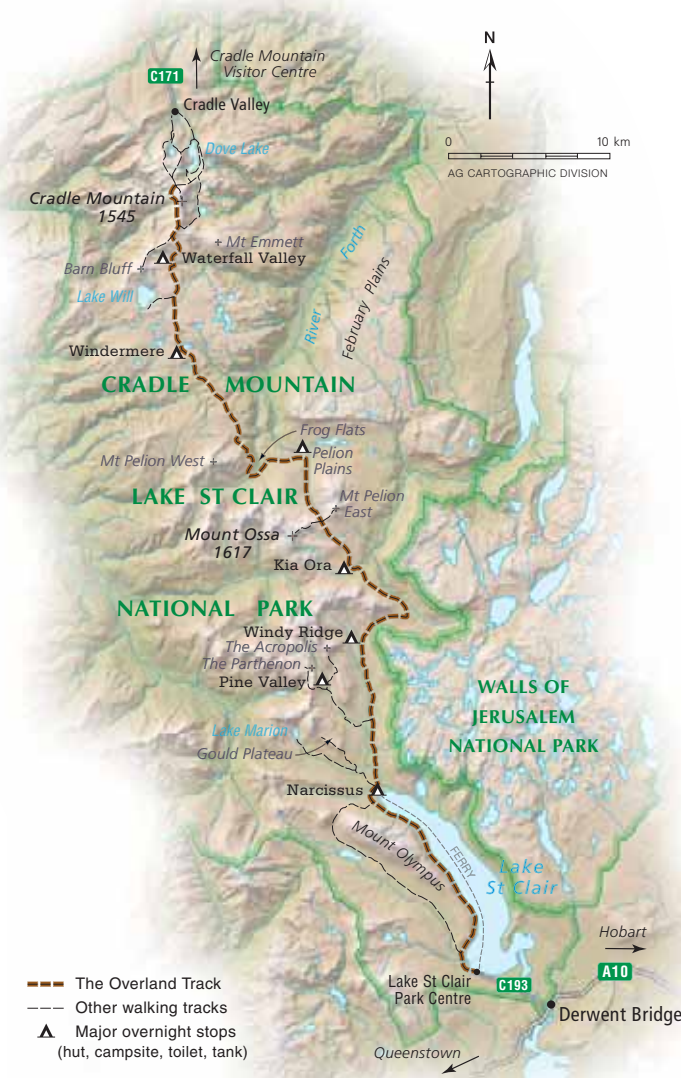 Cradle Mountain
Visitor Centre
C171
Cradle Valley
N
Dove Lake
0 10 km
AG CARTOGRAPHIC DIVISION
Cradle Mountain
1545
Mt Emmett
Waterfall Valley
Barn Bluff
Lake Will
River Forth
February Plains
Windermere
CRADLE MOUNTAIN
Frog Flats
Pelion
Plains
Mt Pelion West
LAKE ST CLAIR
Mt Pelion
East
Mount Ossa
1617
Kia Ora
NATIONAL PARK
Windy Ridge
The Acropolis
The Parthenon
Pine Valley
WALLS OF
JERUSALEM
NATIONAL PARK
Lake Marion
Gould Plateau
Narcissus
Mount Olympus
FERRY
Lake
St Clair
Hobart
A10
Lake St Clair
Park Centre
C193
Derwent Bridge
The Overland Track
Other walking tracks
Major overnight stops
(hut, campsite, toilet, tank)
Queenstown